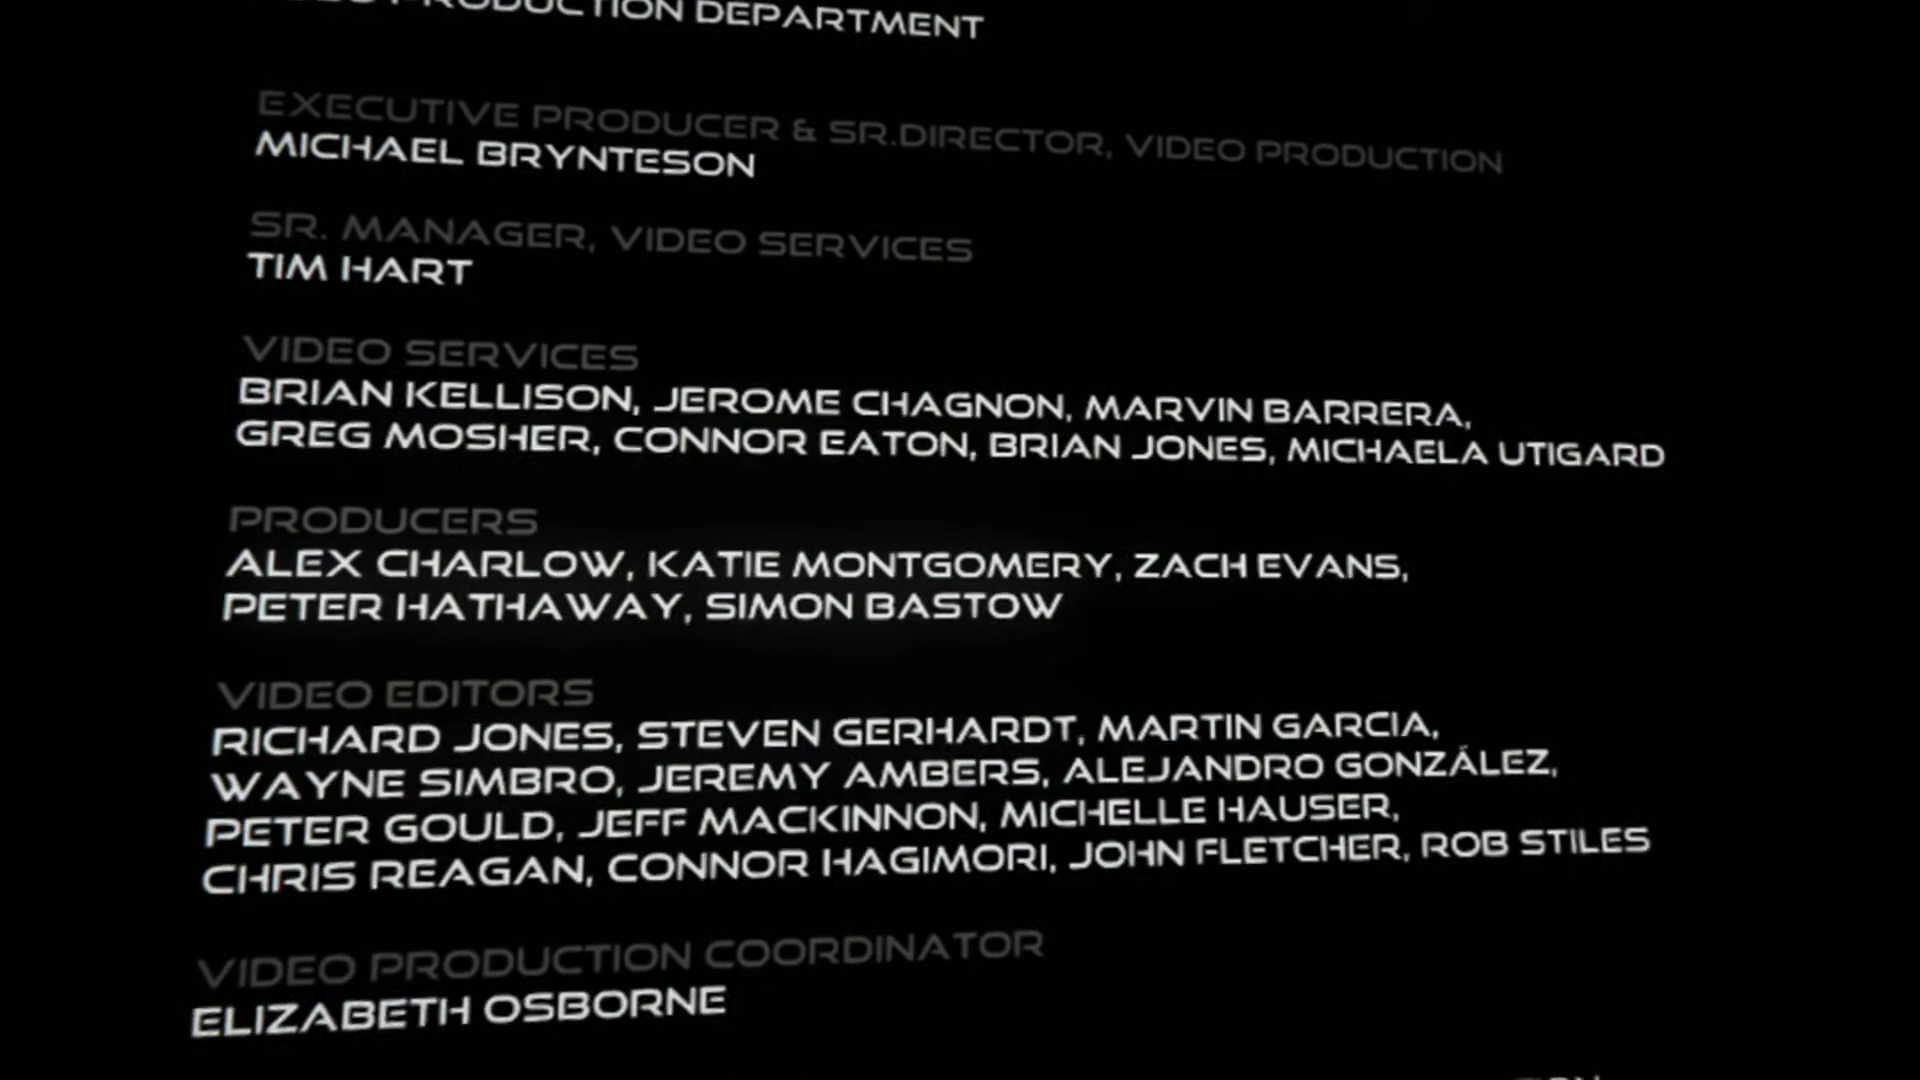 PRODUCTION DEPARTMENT
EXECUTIVE PRODUCER & SR.DIRECTOR, VIDEO PRODUCTION
MICHAEL BRYNTESON
SR. MANAGER, VIDEO SERVICES
TIM HART
VIDEO SERVICES
BRIAN KELLISON, JEROME CHAGNON, MARVIN BARRERA,
GREG MOSHER, CONNOR EATON, BRIAN JONES, MICHAELA UTIGARD
PRODUCERS
ALEX CHARLOW, KATIE MONTGOMERY, ZACH EVANS,
PETER HATHAWAY, SIMON BASTOW
VIDEO EDITORS
RICHARD JONES, STEVEN GERHARDT, MARTIN GARCIA,
WAYNE SIMBRO, JEREMY AMBERS, ALEJANDRO GONZÁLEZ,
PETER GOULD, JEFF MACKINNON, MICHELLE HAUSER,
CHRIS REAGAN, CONNOR HAGIMORI, JOHN FLETCHER, ROB STILES
VIDEO PRODUCTION COORDINATOR
ELIZABETH OSBORNE